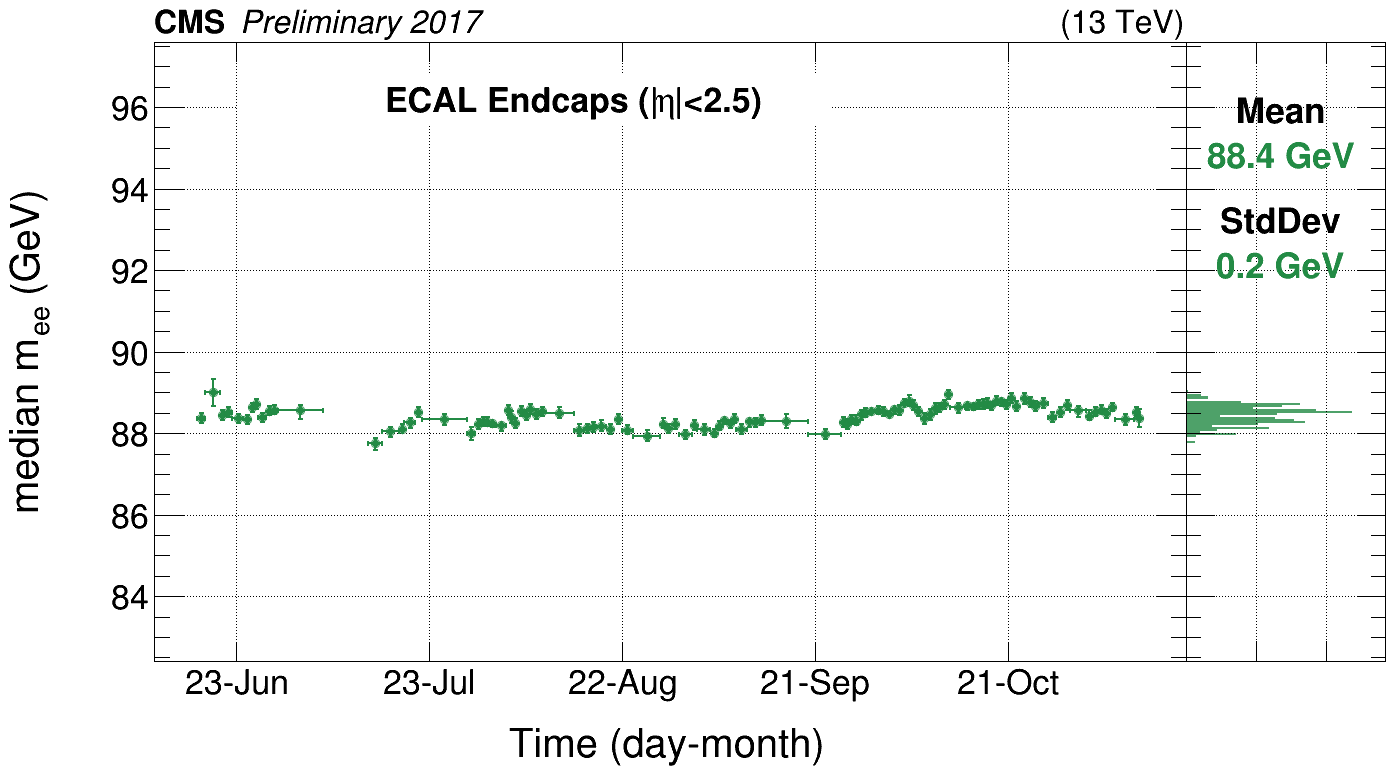 CMS Preliminary 2017 (13 TeV)
ECAL Endcaps (|η|<2.5)
Mean
88.4 GeV
StdDev
0.2 GeV
96
94
92
90
88
86
84
median m_ee (GeV)
23-Jun 23-Jul 22-Aug 21-Sep 21-Oct
Time (day-month)